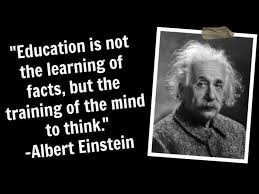 "Education is not
the learning of
facts, but the
training of the mind
to think."
-Albert Einstein